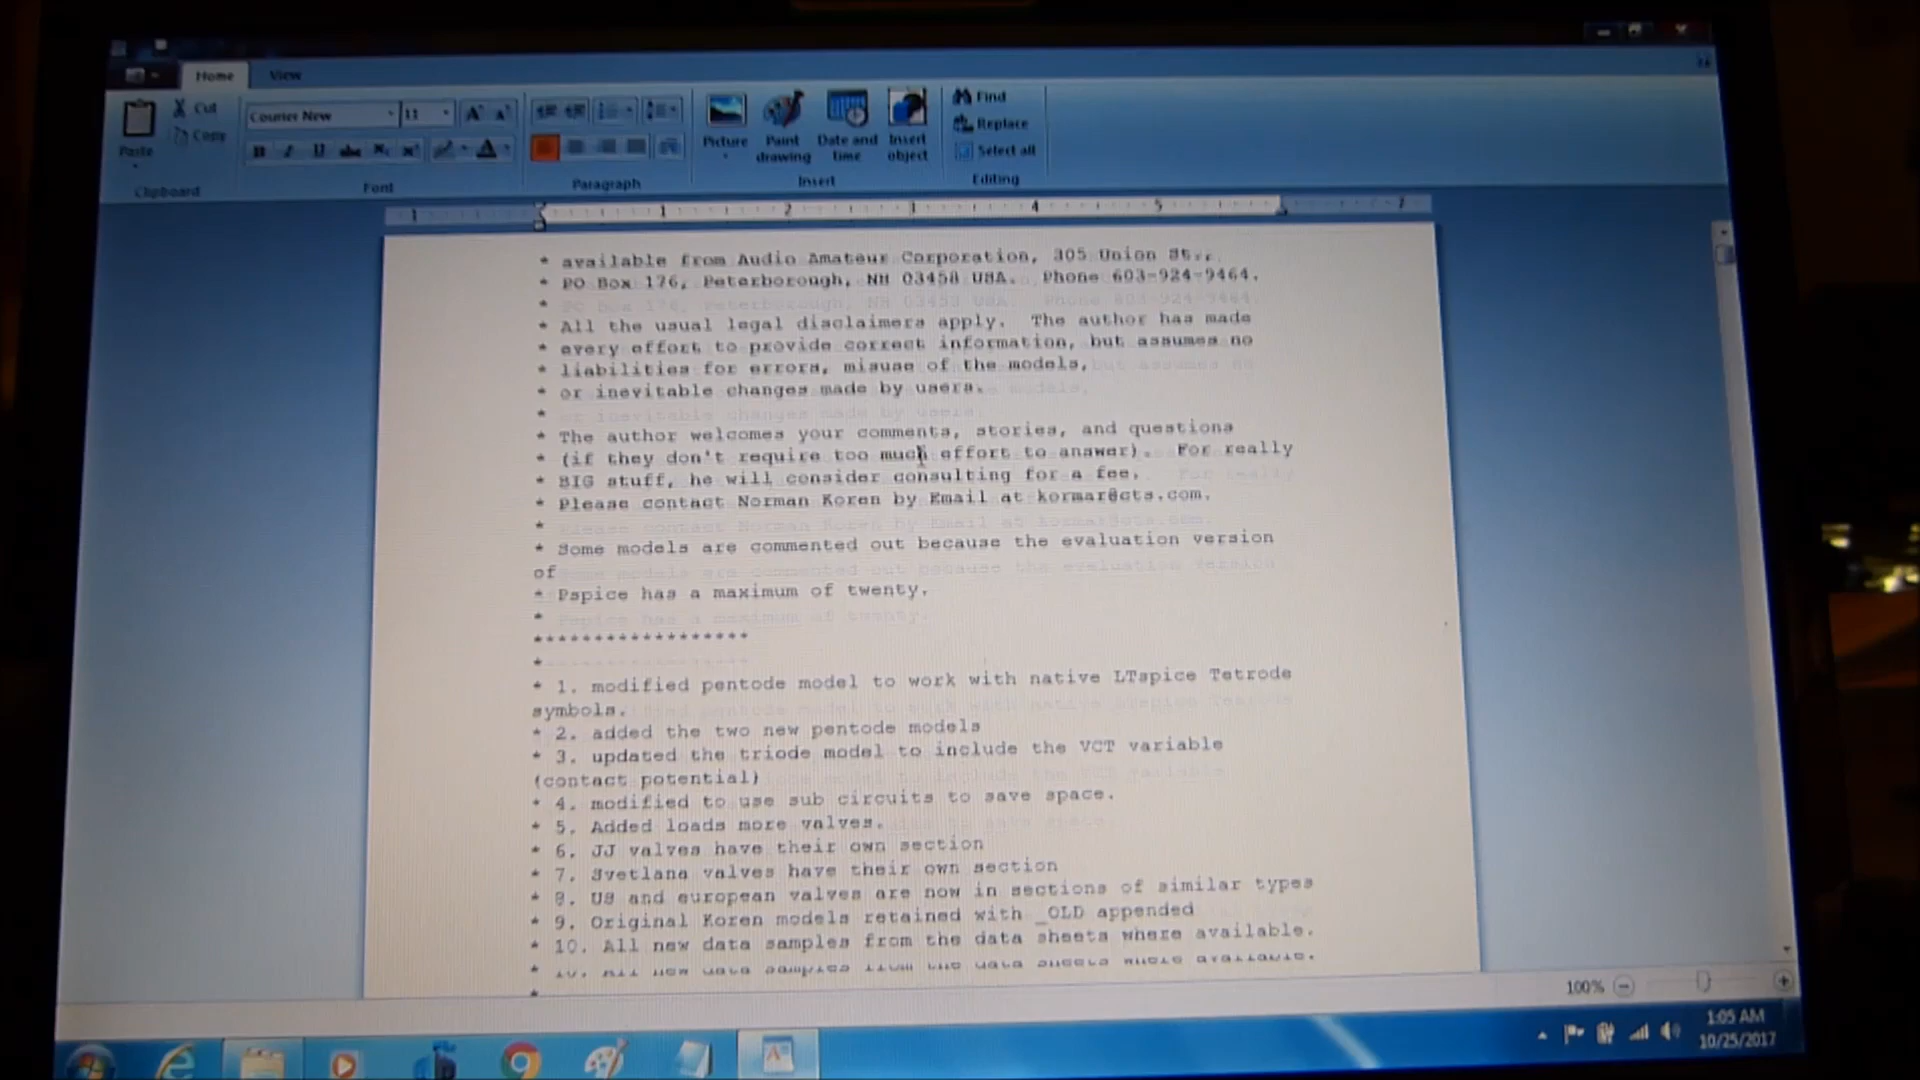 Home View
Cut
Copy
Paste
Clipboard
Courier New 11
Font
Paragraph
Picture
Paint drawing
Date and time
Insert object
Insert
Find
Replace
Select all
Editing
1 1 2 3 4 5 7
* available from Audio Amateur Corporation, 305 Union
* PO Box 176, Peterborough, NH 03458 USA. Phone 603-924-9464.
*
* All the usual legal disclaimers apply. The author has made
* every effort to provide correct information, but assumes no
* liabilities for errors, misuse of the models,
* or inevitable changes made by users.
*
* The author welcomes your comments, stories, and questions
* (if they don't require too much effort to answer). For really
* BIG stuff, he will consider consulting for a fee.
* Please contact Norman Koren by Email at kormar@cts.com.
*
* Some models are commented out because the evaluation version
of
* Pspice has a maximum of twenty.
*
******************
*
* 1. modified pentode model to work with native LTspice Tetrode
symbols.
* 2. added the two new pentode models
* 3. updated the triode model to include the VCT variable
(contact potential)
* 4. modified to use sub circuits to save space.
* 5. Added loads more valves.
* 6. JJ valves have their own section
* 7. Svetlana valves have their own section
* 8. US and european valves are now in sections of similar types
* 9. Original Koren models retained with _OLD appended
* 10. All new data samples from the data sheets where available.
*
100%
1:05 AM
10/25/2017